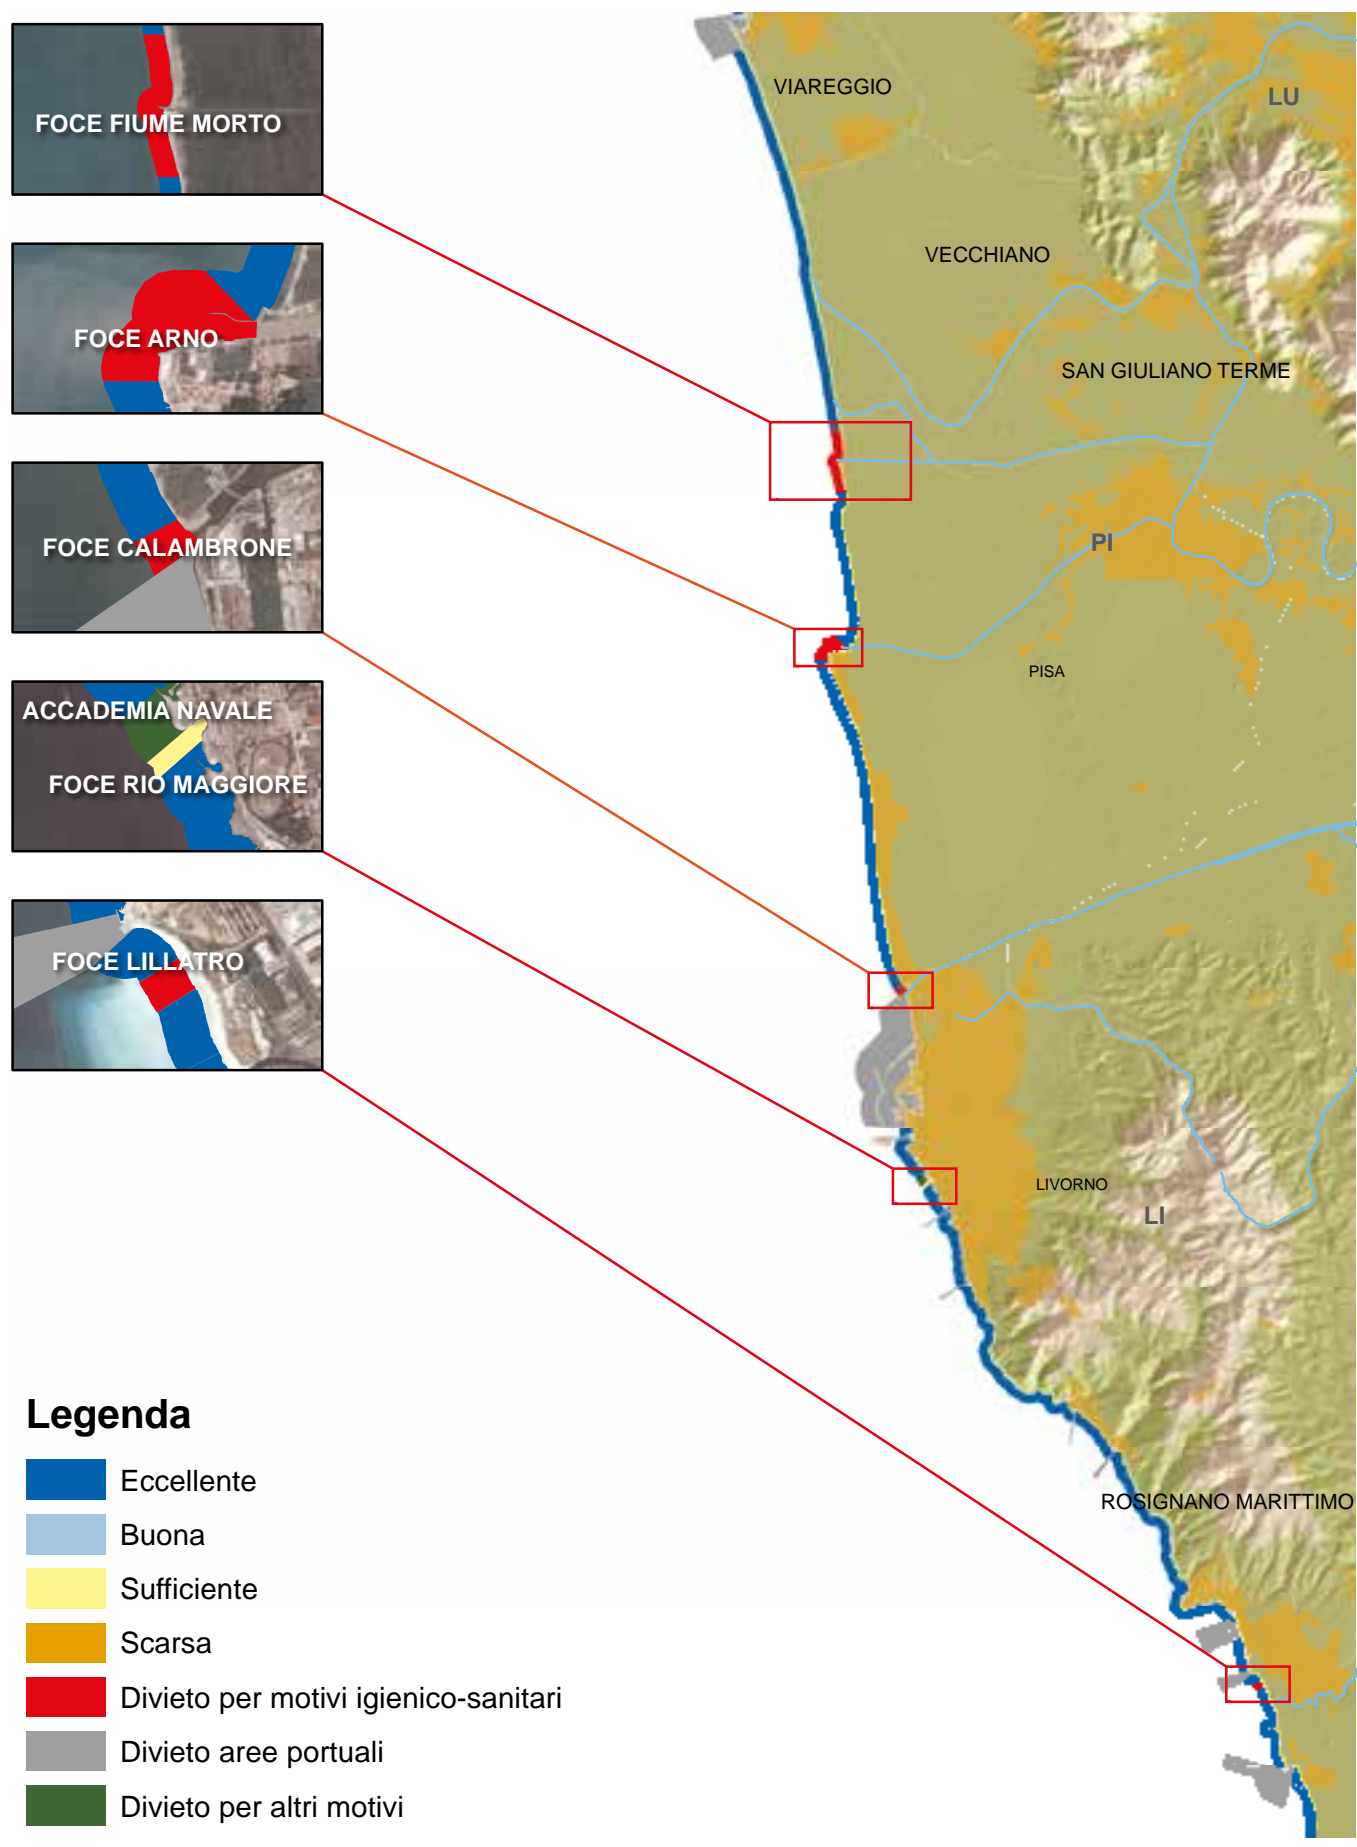 FOCE FIUME MORTO
FOCE ARNO
FOCE CALAMBRONE
ACCADEMIA NAVALE
FOCE RIO MAGGIORE
FOCE LILLATRO
VIAREGGIO
LU
VECCHIANO
SAN GIULIANO TERME
PI
PISA
LIVORNO
LI
ROSIGNANO MARITTIMO
Legenda
Eccellente
Buona
Sufficiente
Scarsa
Divieto per motivi igienico-sanitari
Divieto aree portuali
Divieto per altri motivi